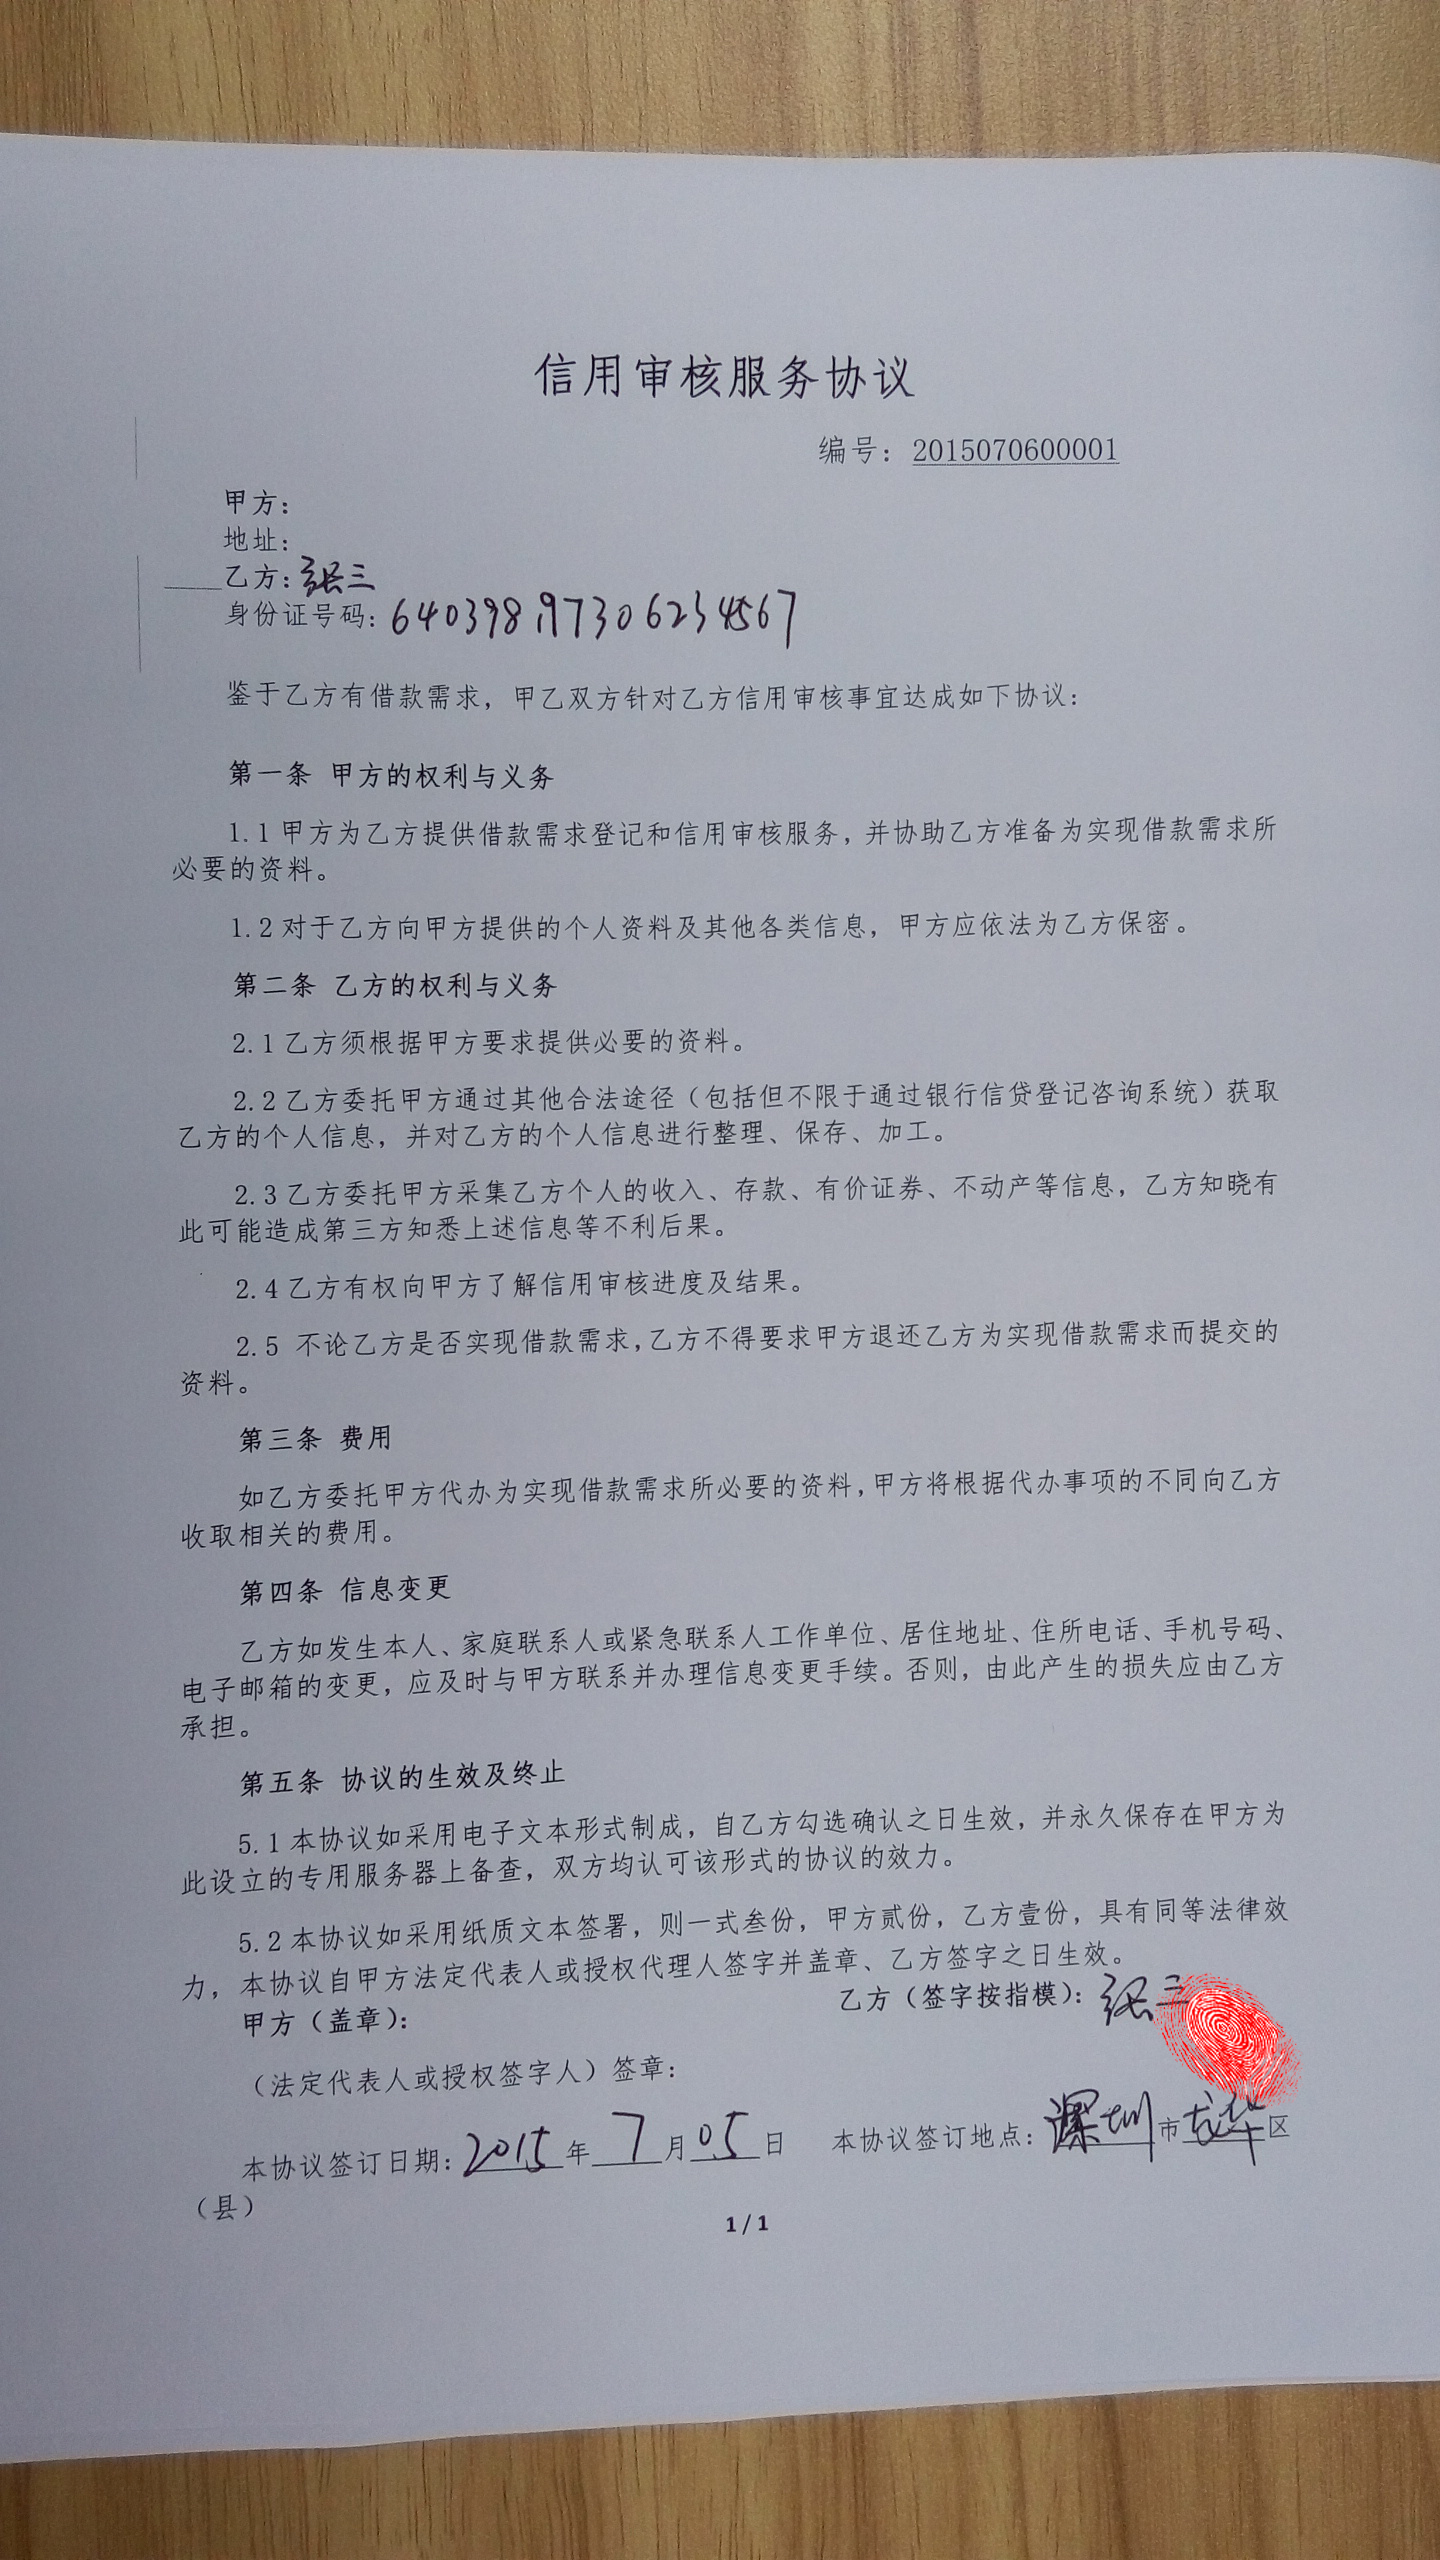 信用审核服务协议
编号：2015070600001
甲方：
地址：
乙方：张三
身份证号码：640398197306234567
鉴于乙方有借款需求，甲乙双方针对乙方信用审核事宜达成如下协议：
第一条 甲方的权利与义务
1.1甲方为乙方提供借款需求登记和信用审核服务，并协助乙方准备为实现借款需求所
必要的资料。
1.2对于乙方向甲方提供的个人资料及其他各类信息，甲方应依法为乙方保密。
第二条 乙方的权利与义务
2.1乙方须根据甲方要求提供必要的资料。
2.2乙方委托甲方通过其他合法途径（包括但不限于通过银行信贷登记咨询系统）获取
乙方的个人信息，并对乙方的个人信息进行整理、保存、加工。
2.3乙方委托甲方采集乙方个人的收入、存款、有价证券、不动产等信息，乙方知晓有
此可能造成第三方知悉上述信息等不利后果。
2.4乙方有权向甲方了解信用审核进度及结果。
2.5 不论乙方是否实现借款需求，乙方不得要求甲方退还乙方为实现借款需求而提交的
资料。
第三条 费用
如乙方委托甲方代办为实现借款需求所必要的资料，甲方将根据代办事项的不同向乙方
收取相关的费用。
第四条 信息变更
乙方如发生本人、家庭联系人或紧急联系人工作单位、居住地址、住所电话、手机号码、
电子邮箱的变更，应及时与甲方联系并办理信息变更手续。否则，由此产生的损失应由乙方
承担。
第五条 协议的生效及终止
5.1本协议如采用电子文本形式制成，自乙方勾选确认之日生效，并永久保存在甲方为
此设立的专用服务器上备查，双方均认可该形式的协议的效力。
5.2本协议如采用纸质文本签署，则一式叁份，甲方贰份，乙方壹份，具有同等法律效
力，本协议自甲方法定代表人或授权代理人签字并盖章、乙方签字之日生效。
甲方（盖章）： 乙方（签字按指模）：张三
（法定代表人或授权签字人）签章：
本协议签订日期：2015年7月05日 本协议签订地点：深圳市龙华区
（县）
1 / 1